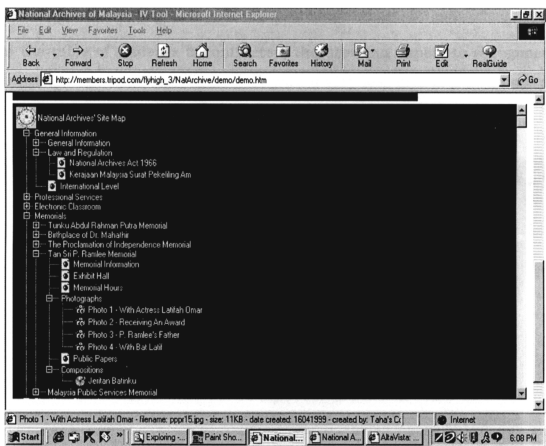 National Archives of Malaysia - IV Tool - Microsoft Internet Explorer
File Edit View Favorites Tools Help
Back Forward Stop Refresh Home Search Favorites History Mail Print Edit RealGuide
Address http://members.tripod.com/flyhigh_3/NatArchive/demo/demo.htm Go
National Archives' Site Map
General Information
General Information
Law and Regulation
National Archives Act 1966
Kerajaan Malaysia Surat Pekeliling Am
International Level
Professional Services
Electronic Classroom
Memorials
Tunku Abdul Rahman Putra Memorial
Birthplace of Dr. Mahathir
The Proclamation of Independence Memorial
Tan Sri P. Ramlee Memorial
Memorial Information
Exhibit Hall
Memorial Hours
Photographs
Photo 1 - With Actress Latifah Omar
Photo 2 - Receiving An Award
Photo 3 - P. Ramlee's Father
Photo 4 - With Bat Latif
Public Papers
Compositions
Jeritan Batinku
Malaysia Public Services Memorial
Photo 1 - With Actress Latifah Omar - filename: pppr15.jpg - size: 11KB - date created: 16041999 - created by: Taha's Internet
Start Exploring -... Paint Sho... National... National A... AltaVista: ... 6:08 PM